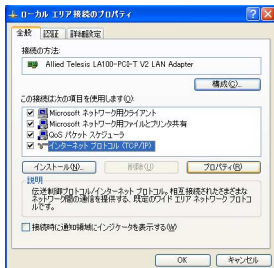 ローカル エリア接続のプロパティ
全般 認証 詳細設定
接続の方法:
Allied Telesis LA100-PCI-T V2 LAN Adapter
構成(C)...
この接続は次の項目を使用します(O):
Microsoft ネットワーク用クライアント
Microsoft ネットワーク用ファイルとプリンタ共有
QoS パケット スケジューラ
インターネット プロトコル (TCP/IP)
インストール(N)... 削除(U) プロパティ(R)
説明
伝送制御プロトコル/インターネット プロトコル。相互接続されたさまざまな
ネットワーク間の通信を提供する、既定のワイド エリア ネットワーク プロトコ
ルです。
接続時に通知領域にインジケータを表示する(W)
OK キャンセル